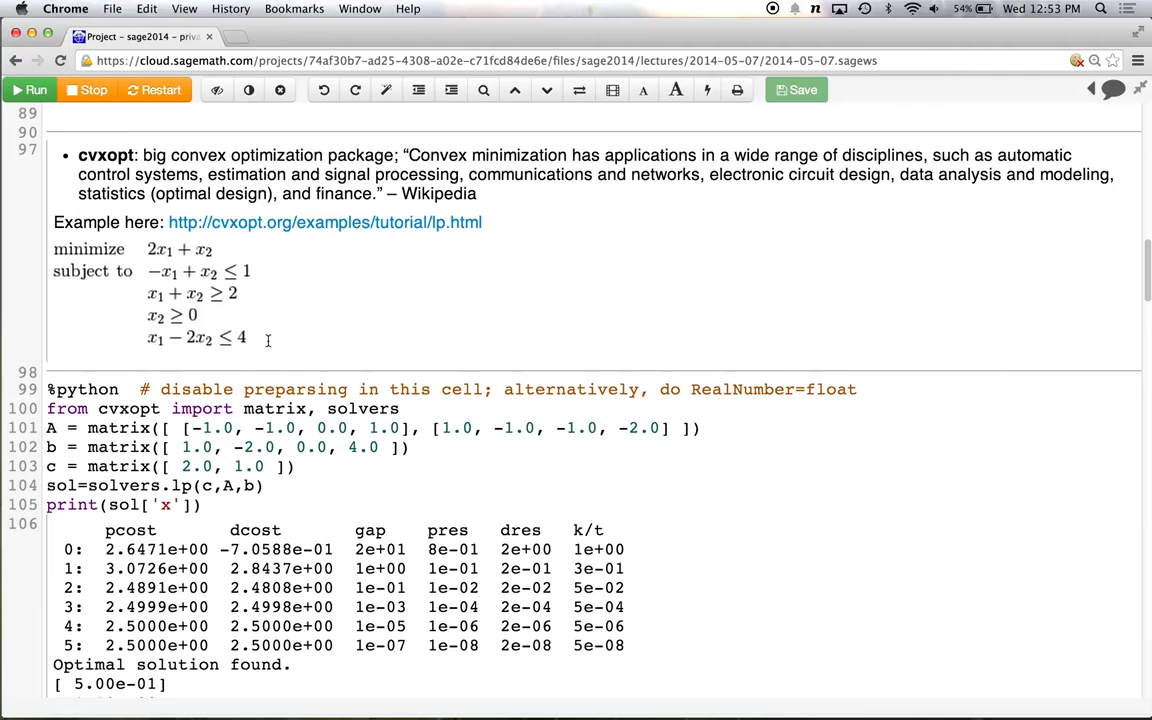 Chrome File Edit View History Bookmarks Window Help 54% Wed 12:53 PM
Project – sage2014 – priva
https://cloud.sagemath.com/projects/74af30b7-ad25-4308-a02e-c71fcd84de6e/files/sage2014/lectures/2014-05-07/2014-05-07.sagews
Run Stop Restart A A Save
89
90
97 • cvxopt: big convex optimization package; “Convex minimization has applications in a wide range of disciplines, such as automatic
control systems, estimation and signal processing, communications and networks, electronic circuit design, data analysis and modeling,
statistics (optimal design), and finance.” – Wikipedia
Example here: http://cvxopt.org/examples/tutorial/lp.html
minimize 2x₁ + x₂
subject to −x₁ + x₂ ≤ 1
x₁ + x₂ ≥ 2
x₂ ≥ 0
x₁ − 2x₂ ≤ 4
98
99 %python # disable preparsing in this cell; alternatively, do RealNumber=float
100 from cvxopt import matrix, solvers
101 A = matrix([ [-1.0, -1.0, 0.0, 1.0], [1.0, -1.0, -1.0, -2.0] ])
102 b = matrix([ 1.0, -2.0, 0.0, 4.0 ])
103 c = matrix([ 2.0, 1.0 ])
104 sol=solvers.lp(c,A,b)
105 print(sol['x'])
106
pcost dcost gap pres dres k/t
0: 2.6471e+00 -7.0588e-01 2e+01 8e-01 2e+00 1e+00
1: 3.0726e+00 2.8437e+00 1e+00 1e-01 2e-01 3e-01
2: 2.4891e+00 2.4808e+00 1e-01 1e-02 2e-02 5e-02
3: 2.4999e+00 2.4998e+00 1e-03 1e-04 2e-04 5e-04
4: 2.5000e+00 2.5000e+00 1e-05 1e-06 2e-06 5e-06
5: 2.5000e+00 2.5000e+00 1e-07 1e-08 2e-08 5e-08
Optimal solution found.
[ 5.00e-01]